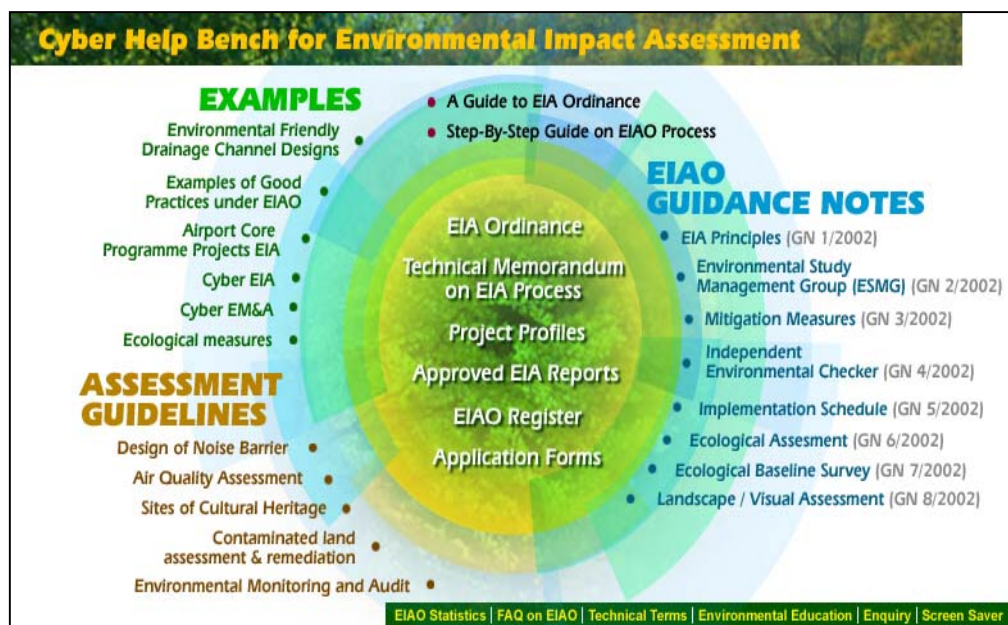 Cyber Help Bench for Environmental Impact Assessment
EXAMPLES
Environmental Friendly
Drainage Channel Designs
Examples of Good
Practices under EIAO
Airport Core
Programme Projects EIA
Cyber EIA
Cyber EM&A
Ecological measures
• A Guide to EIA Ordinance
• Step-By-Step Guide on EIAO Process
EIA Ordinance
Technical Memorandum
on EIA Process
Project Profiles
Approved EIA Reports
EIAO Register
Application Forms
EIAO
GUIDANCE NOTES
• EIA Principles (GN 1/2002)
• Environmental Study
Management Group (ESMG) (GN 2/2002)
• Mitigation Measures (GN 3/2002)
• Independent
Environmental Checker (GN 4/2002)
• Implementation Schedule (GN 5/2002)
• Ecological Assesment (GN 6/2002)
• Ecological Baseline Survey (GN 7/2002)
• Landscape / Visual Assessment (GN 8/2002)
ASSESSMENT
GUIDELINES
Design of Noise Barrier
Air Quality Assessment
Sites of Cultural Heritage
Contaminated land
assessment & remediation
Environmental Monitoring and Audit
EIAO Statistics | FAQ on EIAO | Technical Terms | Environmental Education | Enquiry | Screen Saver